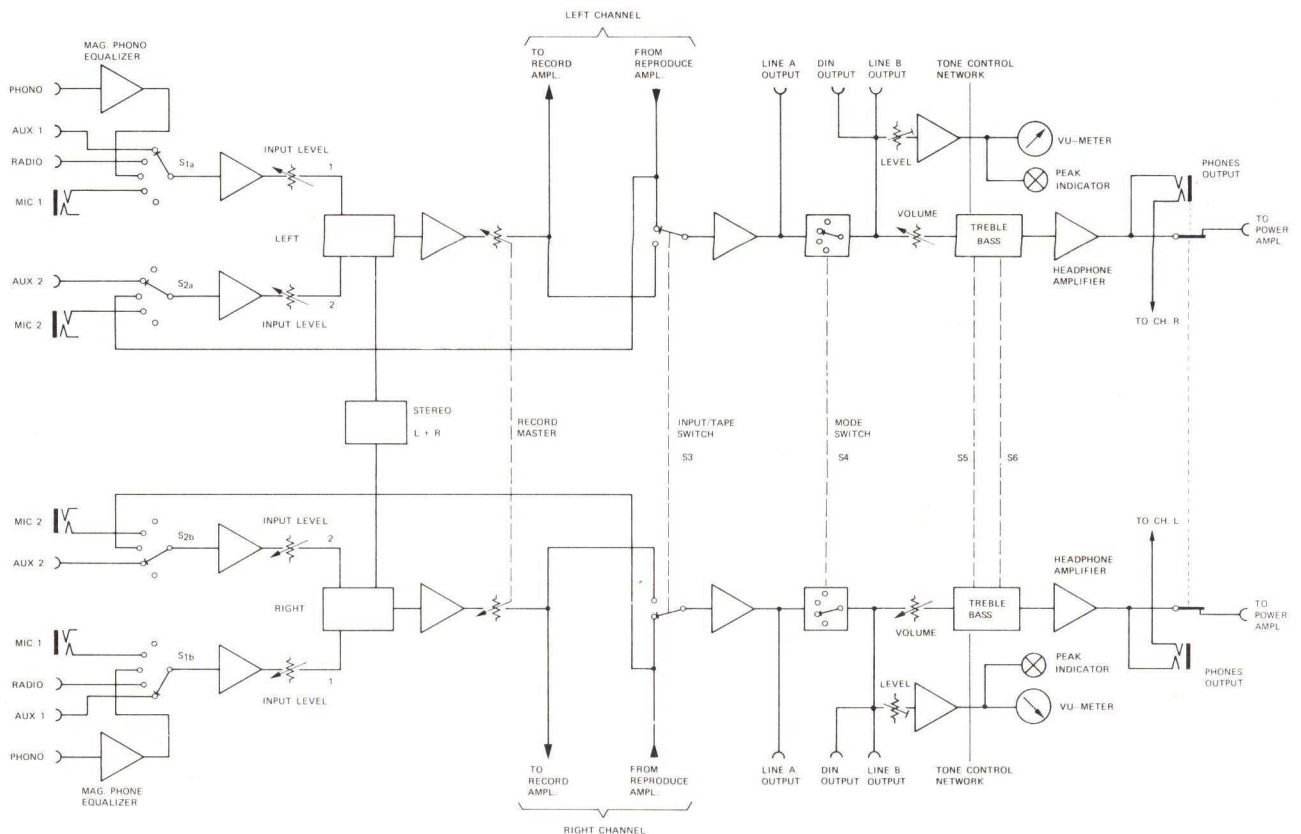 LEFT CHANNEL
MAG. PHONO
EQUALIZER
TO
RECORD
AMPL.
FROM
REPRODUCE
AMPL.
LINE A
OUTPUT
DIN
OUTPUT
LINE B
OUTPUT
TONE CONTROL
NETWORK
PHONO
AUX 1
RADIO
MIC 1
S1a
INPUT LEVEL
1
LEVEL
VU-METER
PEAK
INDICATOR
PHONES
OUTPUT
LEFT
VOLUME
TREBLE
BASS
TO
POWER
AMPL.
HEADPHONE
AMPLIFIER
AUX 2
MIC 2
S2a
2
INPUT LEVEL
TO CH. R
STEREO
L + R
RECORD
MASTER
INPUT/TAPE
SWITCH
S3
MODE
SWITCH
S4
S5
S6
MIC 2
AUX 2
S2b
INPUT LEVEL
2
TO CH. L
HEADPHONE
AMPLIFIER
RIGHT
TREBLE
BASS
VOLUME
TO
POWER
AMPL
MIC 1
RADIO
AUX 1
PHONO
S1b
1
INPUT LEVEL
LEVEL
PEAK
INDICATOR
VU-METER
PHONES
OUTPUT
MAG. PHONE
EQUALIZER
TO
RECORD
AMPL.
FROM
REPRODUCE
AMPL.
LINE A
OUTPUT
DIN
OUTPUT
LINE B
OUTPUT
TONE CONTROL
NETWORK
RIGHT CHANNEL